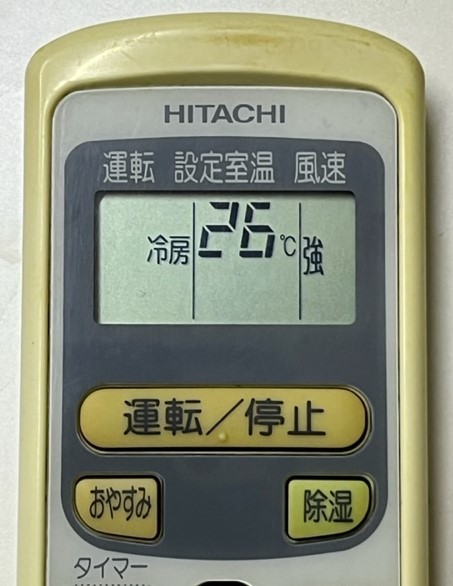 HITACHI
運転 設定室温 風速
冷房 26℃ 強
運転／停止
おやすみ 除湿
タイマー